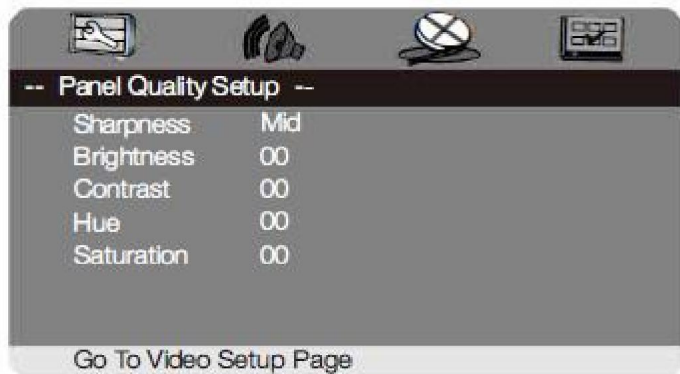 -- Panel Quality Setup --
Sharpness Mid
Brightness 00
Contrast 00
Hue 00
Saturation 00
Go To Video Setup Page